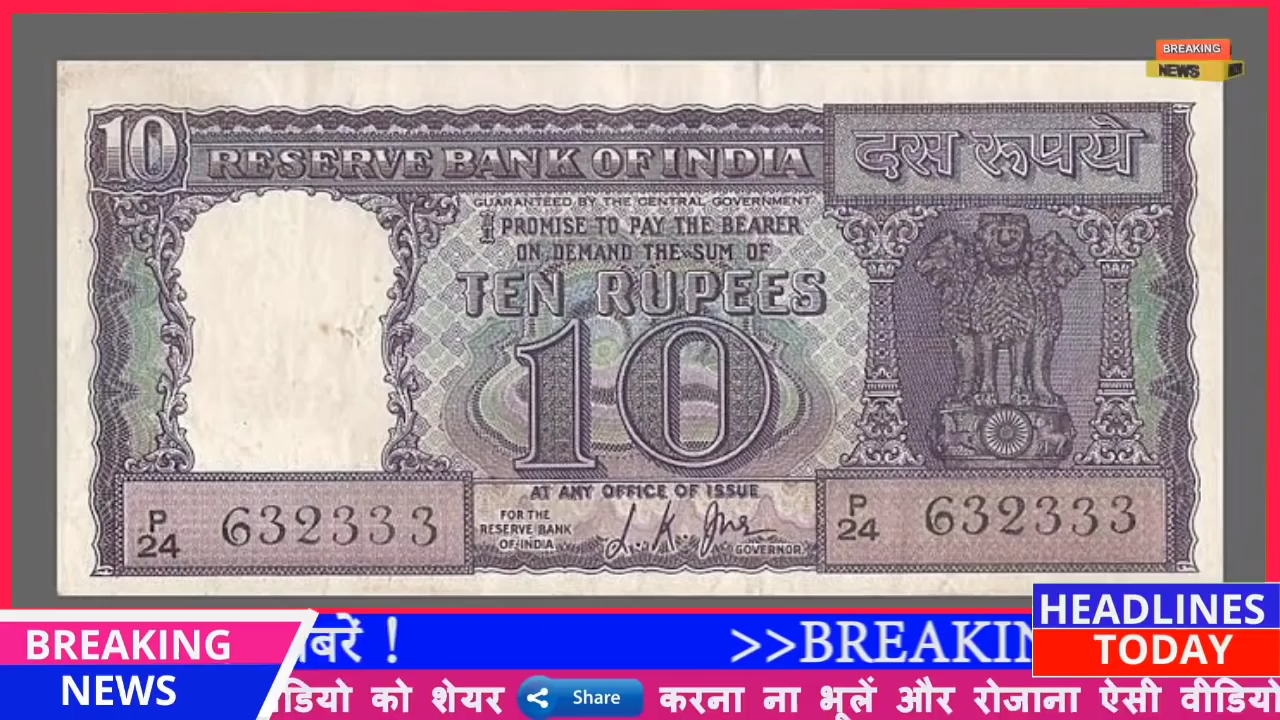 BREAKING
NEWS
10
RESERVE BANK OF INDIA
दस रूपये
GUARANTEED BY THE CENTRAL GOVERNMENT
I PROMISE TO PAY THE BEARER
ON DEMAND THE SUM OF
TEN RUPEES
10
AT ANY OFFICE OF ISSUE
P
24
632333
FOR THE
RESERVE BANK
OF INDIA
GOVERNOR
P
24
632333
BREAKING
NEWS
!
>>BREAKIN
HEADLINES
TODAY
को शेयर Share करना ना भूलें और रोजाना ऐसी वीडियो